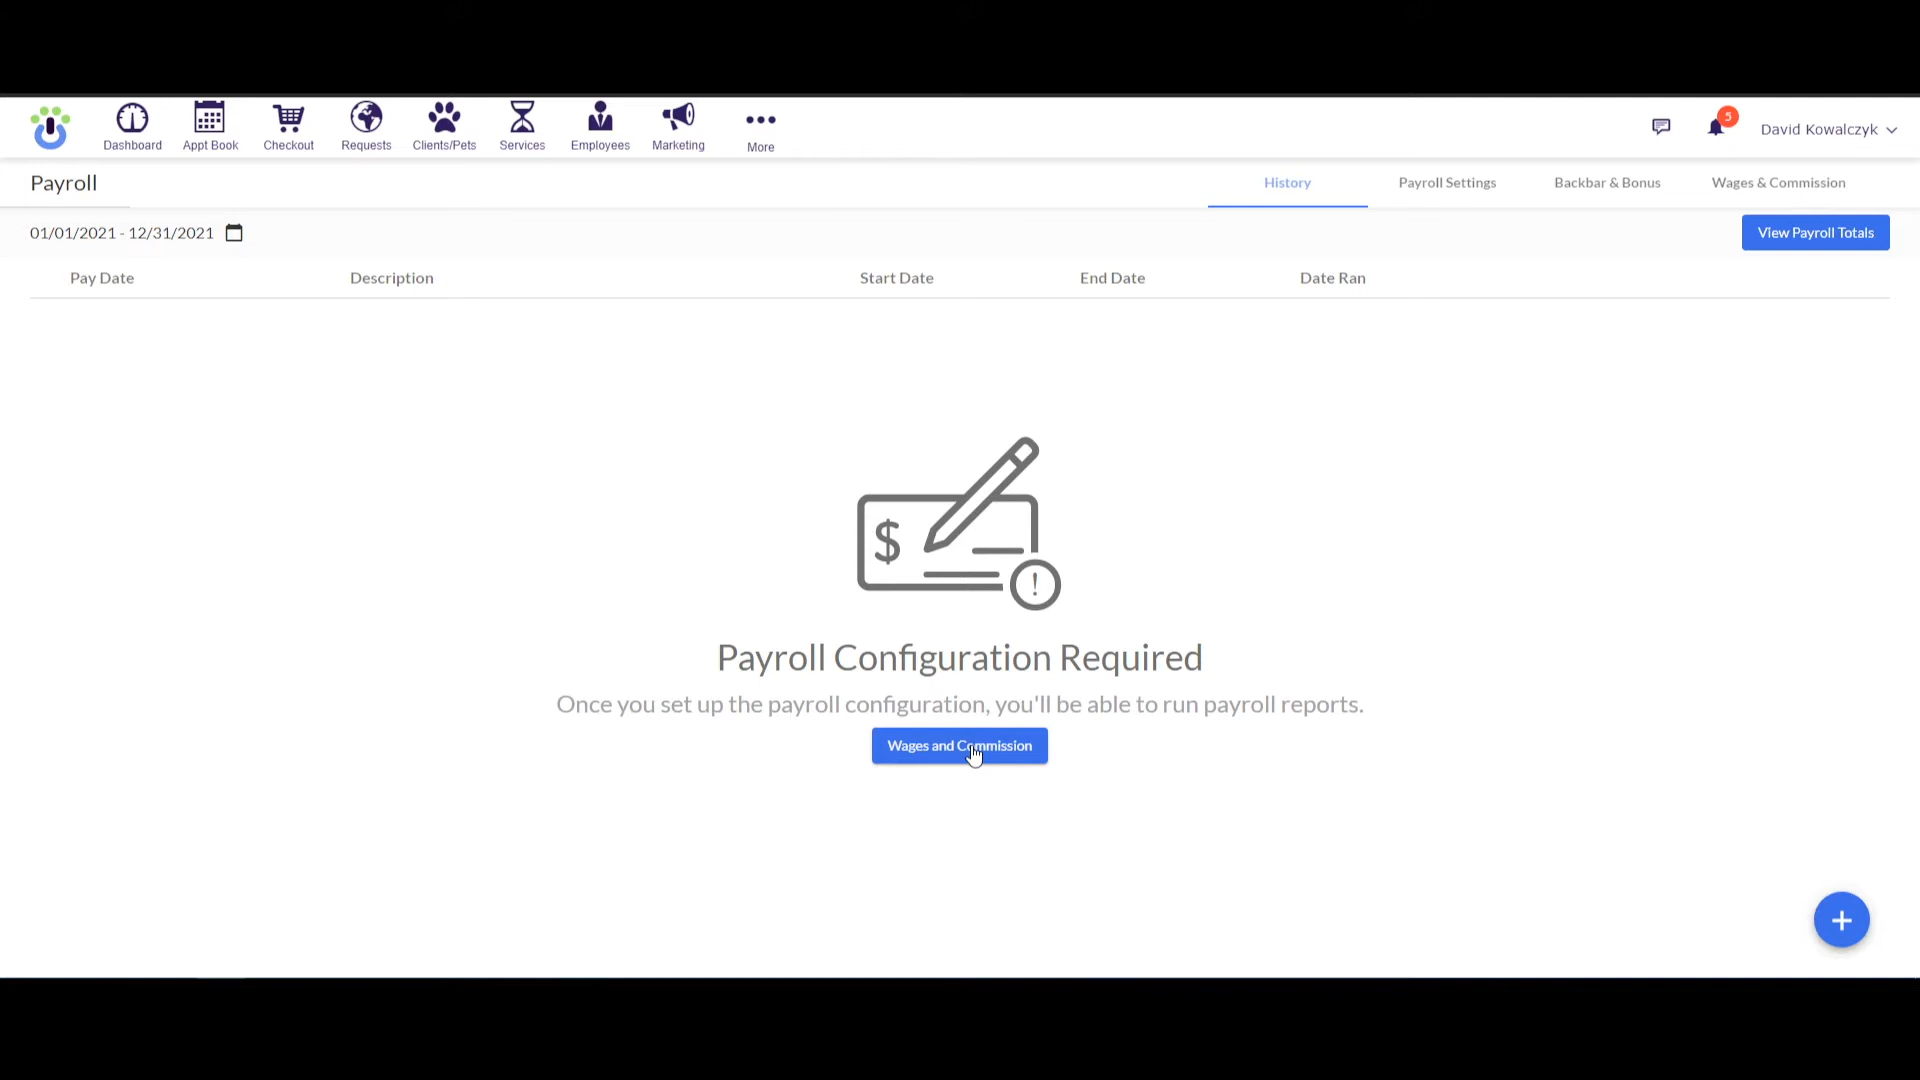 Dashboard
Appt Book
Checkout
Requests
Clients/Pets
Services
Employees
Marketing
More
5
David Kowalczyk
Payroll
History
Payroll Settings
Backbar & Bonus
Wages & Commission
01/01/2021 - 12/31/2021
View Payroll Totals
Pay Date
Description
Start Date
End Date
Date Ran
$
!
Payroll Configuration Required
Once you set up the payroll configuration, you'll be able to run payroll reports.
Wages and Commission
+